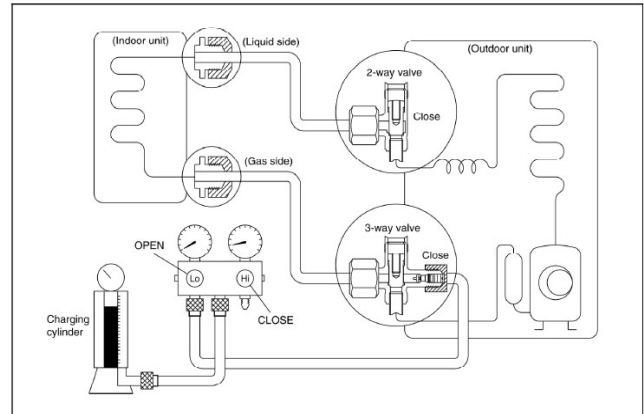 (Indoor unit)
(Liquid side)
(Outdoor unit)
2-way valve
Close
(Gas side)
3-way valve
Close
OPEN
Lo
Hi
CLOSE
Charging
cylinder